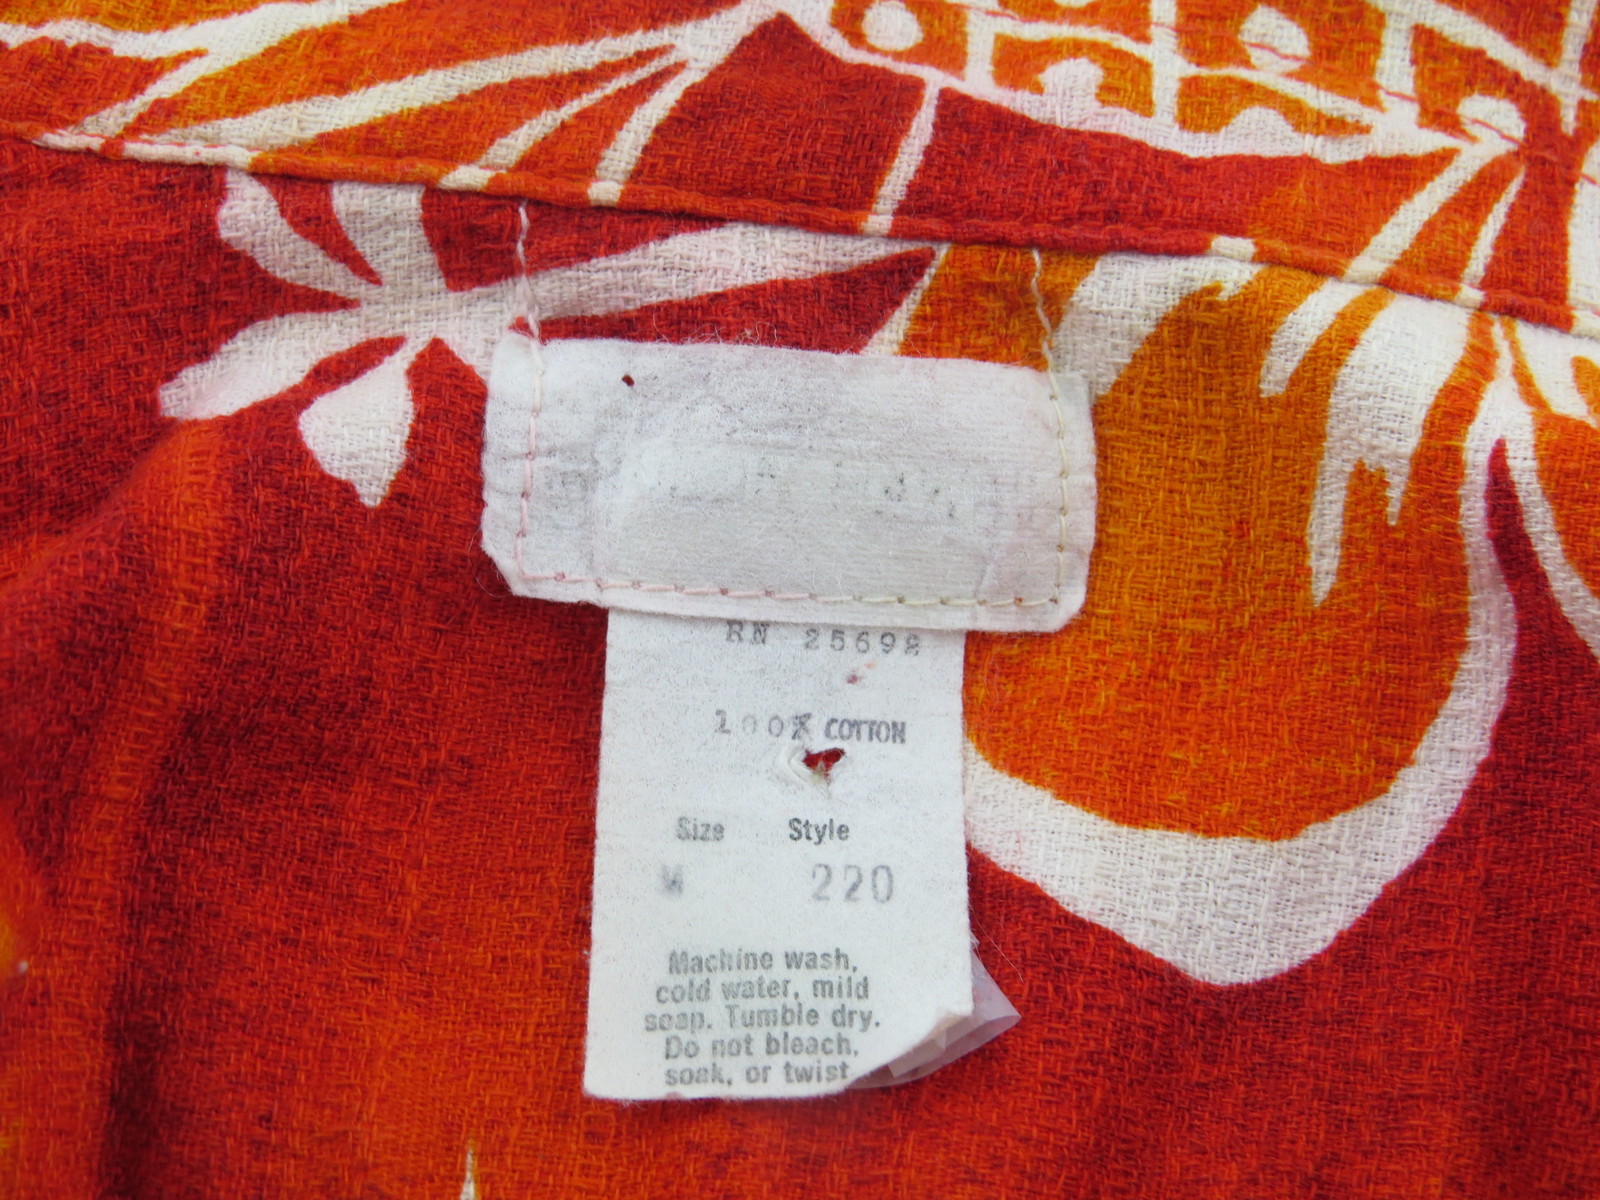 RN 25692
100% COTTON
Size Style
M 220
Machine wash,
cold water, mild
soap. Tumble dry.
Do not bleach,
soak, or twist